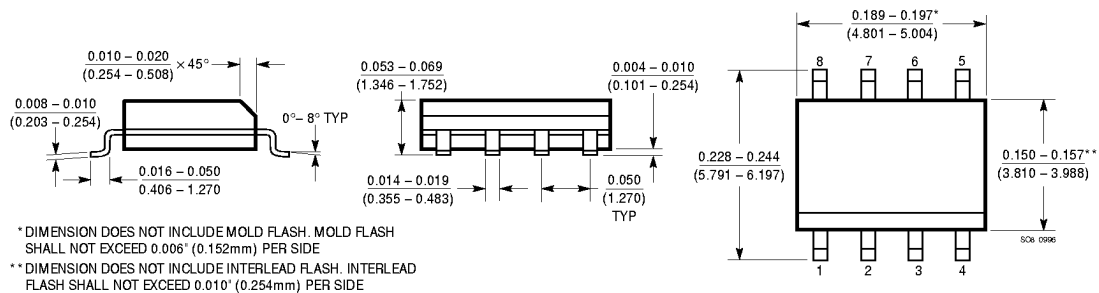 0.010 – 0.020
(0.254 – 0.508)
× 45°
0.008 – 0.010
(0.203 – 0.254)
0°– 8° TYP
0.016 – 0.050
0.406 – 1.270
0.053 – 0.069
(1.346 – 1.752)
0.004 – 0.010
(0.101 – 0.254)
0.014 – 0.019
(0.355 – 0.483)
0.050
(1.270)
TYP
0.189 – 0.197*
(4.801 – 5.004)
8 7 6 5
0.228 – 0.244
(5.791 – 6.197)
0.150 – 0.157**
(3.810 – 3.988)
1 2 3 4
SO8 0996
* DIMENSION DOES NOT INCLUDE MOLD FLASH. MOLD FLASH
SHALL NOT EXCEED 0.006" (0.152mm) PER SIDE
** DIMENSION DOES NOT INCLUDE INTERLEAD FLASH. INTERLEAD
FLASH SHALL NOT EXCEED 0.010" (0.254mm) PER SIDE